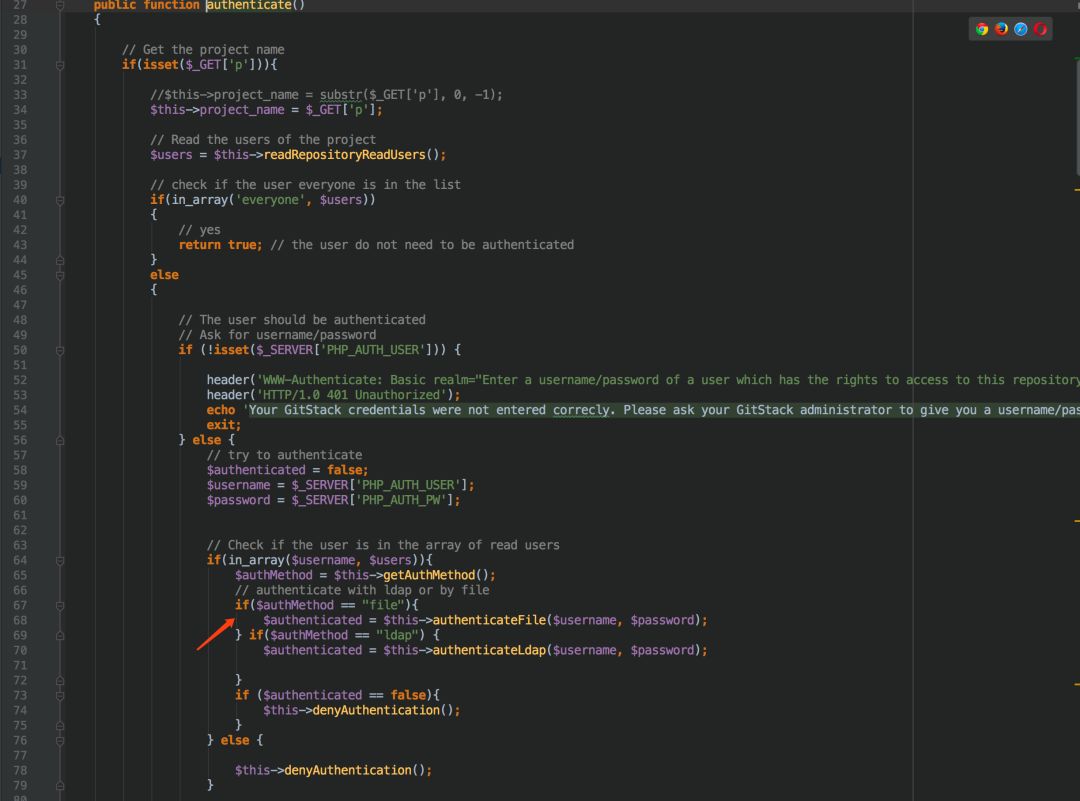 27 public function authenticate()
28 {
29
30 // Get the project name
31 if(isset($_GET['p'])){
32
33 //$this->project_name = substr($_GET['p'], 0, -1);
34 $this->project_name = $_GET['p'];
35
36 // Read the users of the project
37 $users = $this->readRepositoryReadUsers();
38
39 // check if the user everyone is in the list
40 if(in_array('everyone', $users))
41 {
42 // yes
43 return true; // the user do not need to be authenticated
44 }
45 else
46 {
47
48 // The user should be authenticated
49 // Ask for username/password
50 if (!isset($_SERVER['PHP_AUTH_USER'])) {
51
52 header('WWW-Authenticate: Basic realm="Enter a username/password of a user which has the rights to access to this repository
53 header('HTTP/1.0 401 Unauthorized');
54 echo 'Your GitStack credentials were not entered correcly. Please ask your GitStack administrator to give you a username/pas
55 exit;
56 } else {
57 // try to authenticate
58 $authenticated = false;
59 $username = $_SERVER['PHP_AUTH_USER'];
60 $password = $_SERVER['PHP_AUTH_PW'];
61
62
63 // Check if the user is in the array of read users
64 if(in_array($username, $users)){
65 $authMethod = $this->getAuthMethod();
66 // authenticate with ldap or by file
67 if($authMethod == "file"){
68 $authenticated = $this->authenticateFile($username, $password);
69 } if($authMethod == "ldap") {
70 $authenticated = $this->authenticateLdap($username, $password);
71
72 }
73 if ($authenticated == false){
74 $this->denyAuthentication();
75 }
76 } else {
77
78 $this->denyAuthentication();
79 }
80